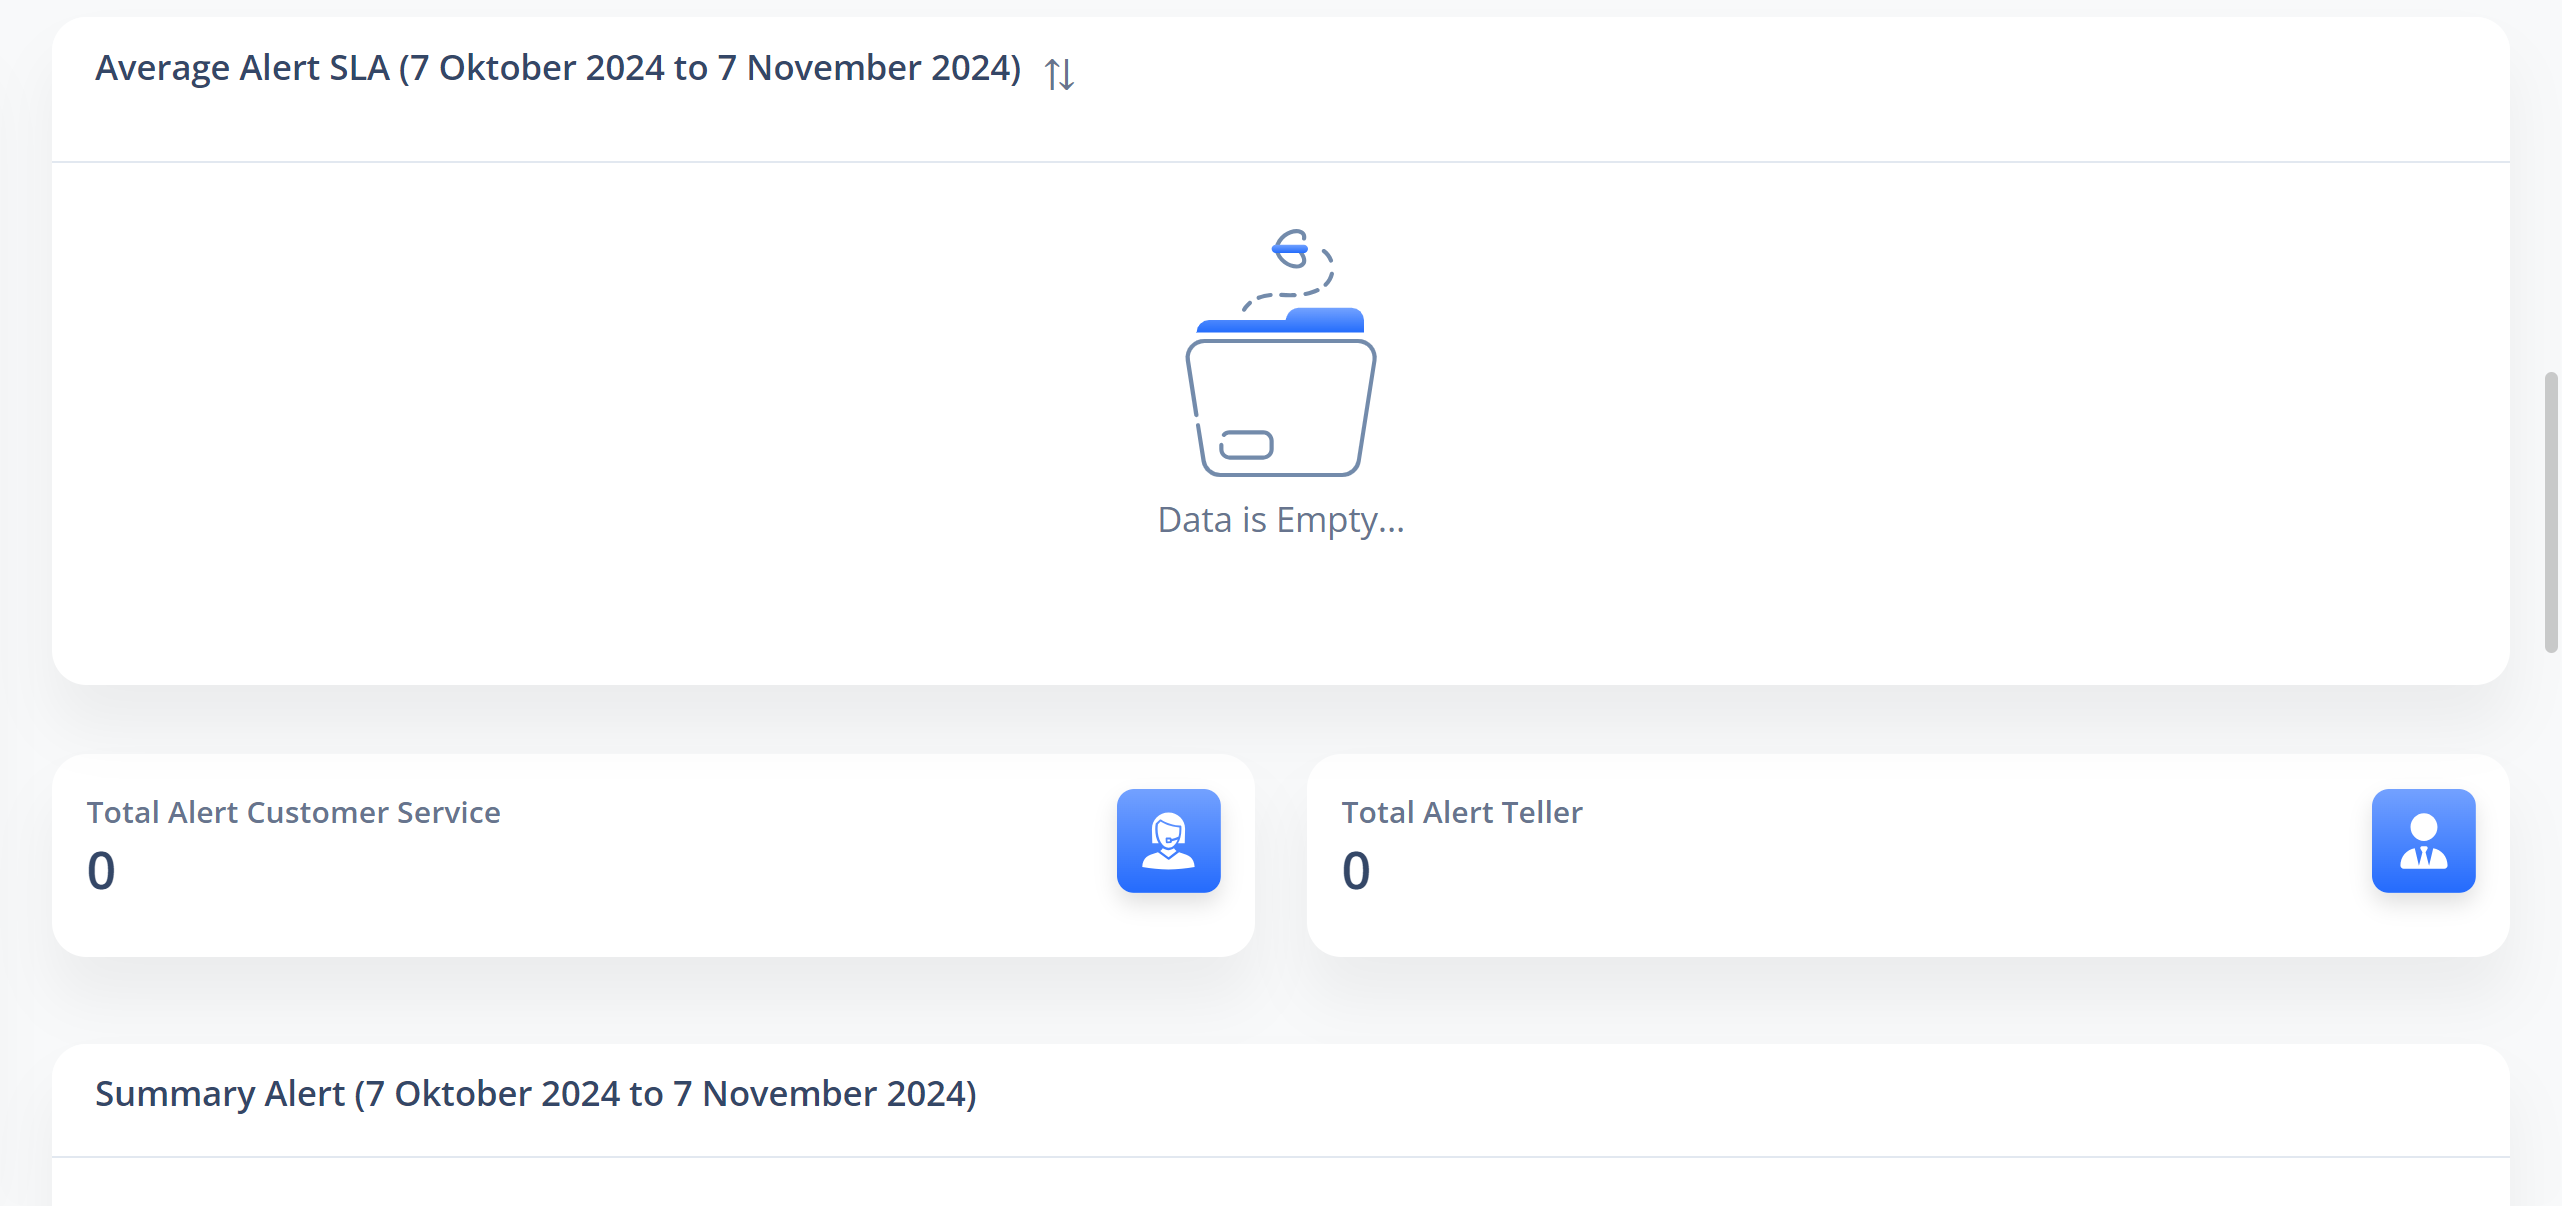 Average Alert SLA (7 Oktober 2024 to 7 November 2024)
Data is Empty...
Total Alert Customer Service
0
Total Alert Teller
0
Summary Alert (7 Oktober 2024 to 7 November 2024)